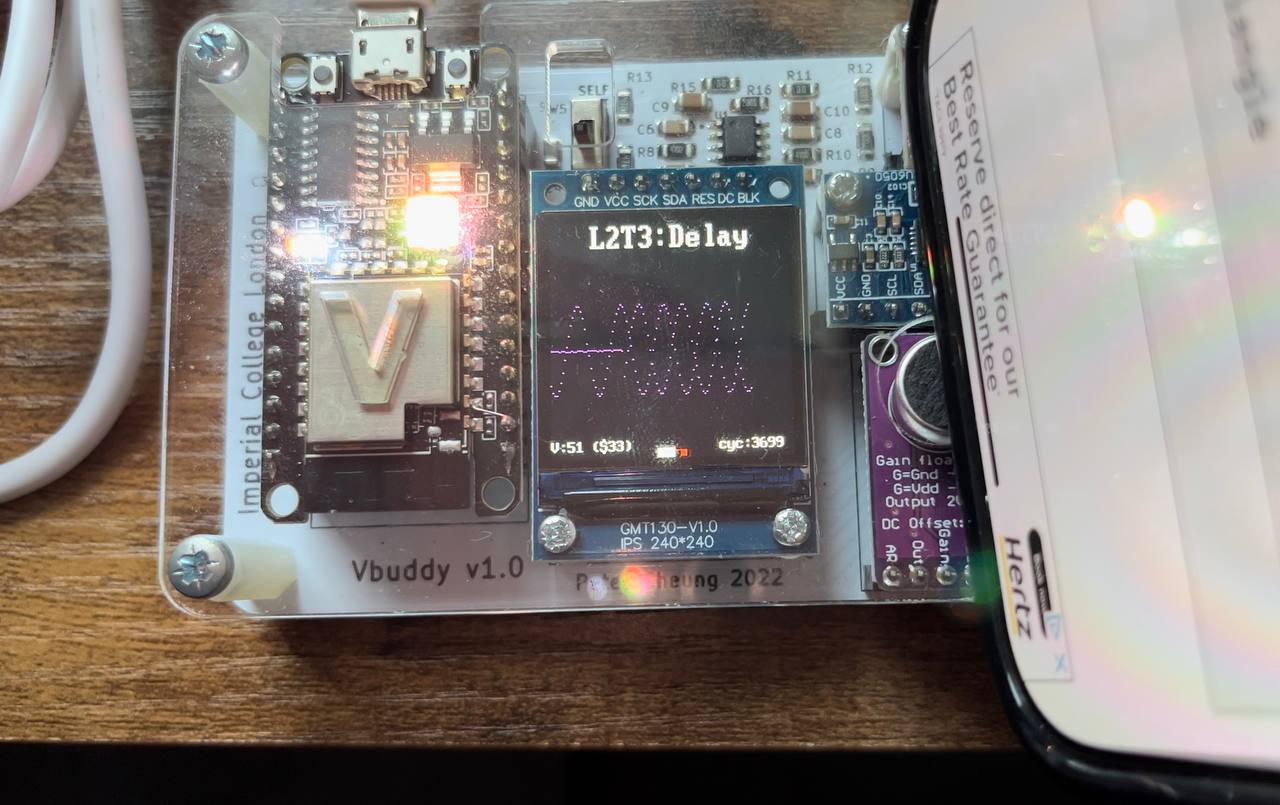 SELF
R13
R15
R16
R11
R12
C9
C6
R8
C10
C8
R10
GND VCC SCK SDA RES DC BLK
L2T3:Delay
V:51 ($33)
cyc:3699
GMT130-V1.0
IPS 240*240
Vbuddy v1.0
2022
Imperial College London
VCC
GND
SCL
SDA
G=Gnd
G=Vdd
DC Offset:
AR
Out
Gain
Reserve direct for our
Best Rate Guarantee
Hertz